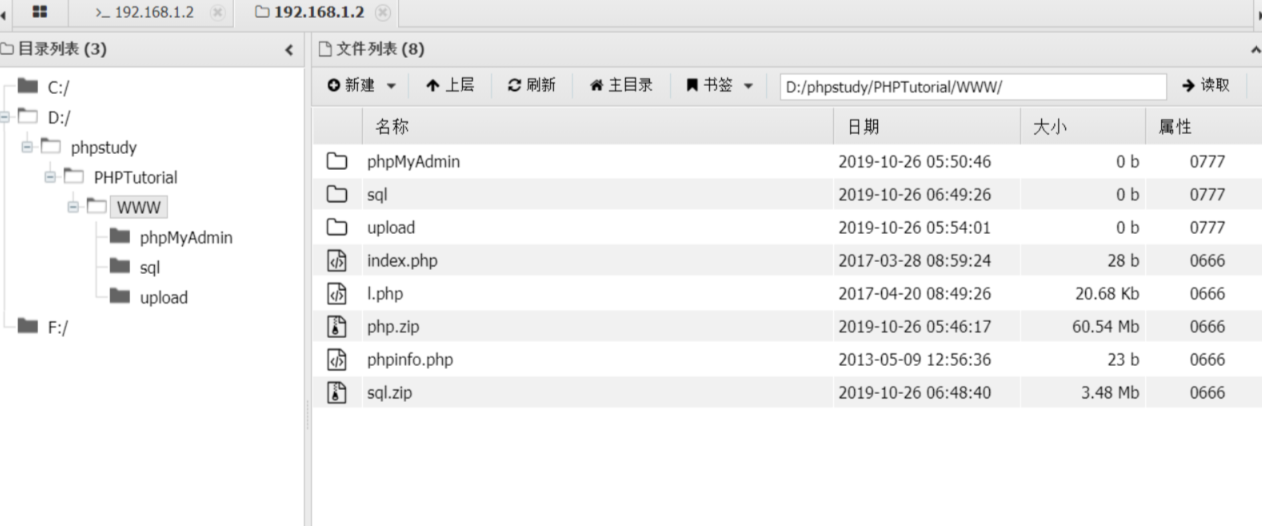 >_ 192.168.1.2 192.168.1.2
目录列表 (3)
C:/
D:/
phpstudy
PHPTutorial
WWW
phpMyAdmin
sql
upload
F:/
文件列表 (8)
新建 上层 刷新 主目录 书签 D:/phpstudy/PHPTutorial/WWW/ 读取
名称 日期 大小 属性
phpMyAdmin 2019-10-26 05:50:46 0 b 0777
sql 2019-10-26 06:49:26 0 b 0777
upload 2019-10-26 05:54:01 0 b 0777
index.php 2017-03-28 08:59:24 28 b 0666
l.php 2017-04-20 08:49:26 20.68 Kb 0666
php.zip 2019-10-26 05:46:17 60.54 Mb 0666
phpinfo.php 2013-05-09 12:56:36 23 b 0666
sql.zip 2019-10-26 06:48:40 3.48 Mb 0666